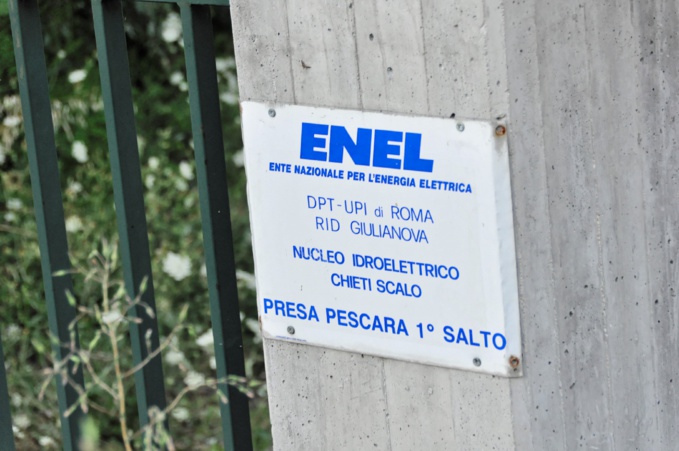 ENEL
ENTE NAZIONALE PER L'ENERGIA ELETTRICA
DPT-UPI di ROMA
RID GIULIANOVA
NUCLEO IDROELETTRICO
CHIETI SCALO
PRESA PESCARA 1° SALTO